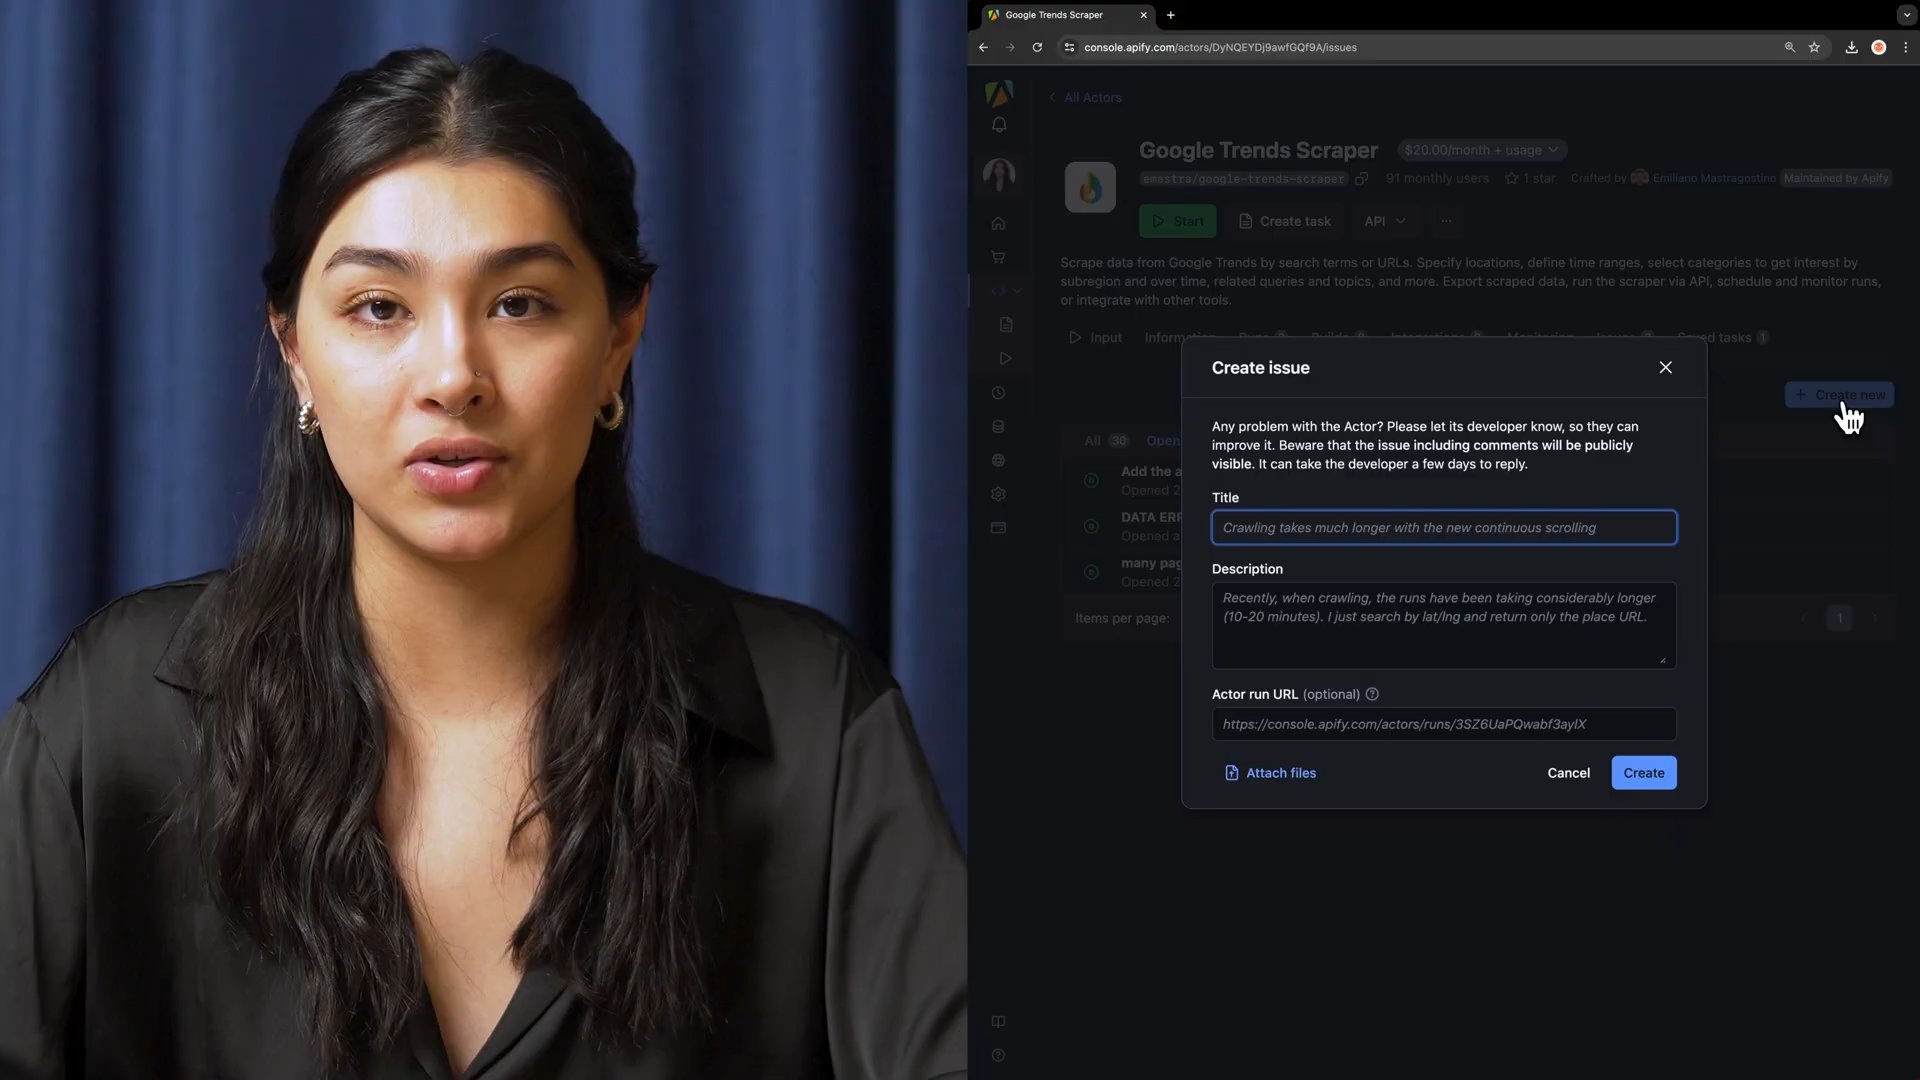 Google Trends Scraper
console.apify.com/actors/DyNQEYDj9awfGQf9A/issues
All Actors
Google Trends Scraper
$20.00/month + usage
emastra/google-trends-scraper
91 monthly users
1 star
Crafted by
Emiliano Mastragostino
Maintained by Apify
Start
Create task
API
Scrape data from Google Trends by search terms or URLs. Specify locations, define time ranges, select categories to get interest by
subregion and over time, related queries and topics, and more. Export scraped data, run the scraper via API, schedule and monitor runs,
or integrate with other tools.
Input
Saved tasks 1
Create new
All 30
Open
Add the a
Opened 2
DATA ERR
Opened a
many pag
Opened 2
Items per page:
1
Create issue
Any problem with the Actor? Please let its developer know, so they can
improve it. Beware that the issue including comments will be publicly
visible. It can take the developer a few days to reply.
Title
Crawling takes much longer with the new continuous scrolling
Description
Recently, when crawling, the runs have been taking considerably longer
(10-20 minutes). I just search by lat/lng and return only the place URL.
Actor run URL (optional)
https://console.apify.com/actors/runs/3SZ6UaPQwabf3aylX
Attach files
Cancel
Create